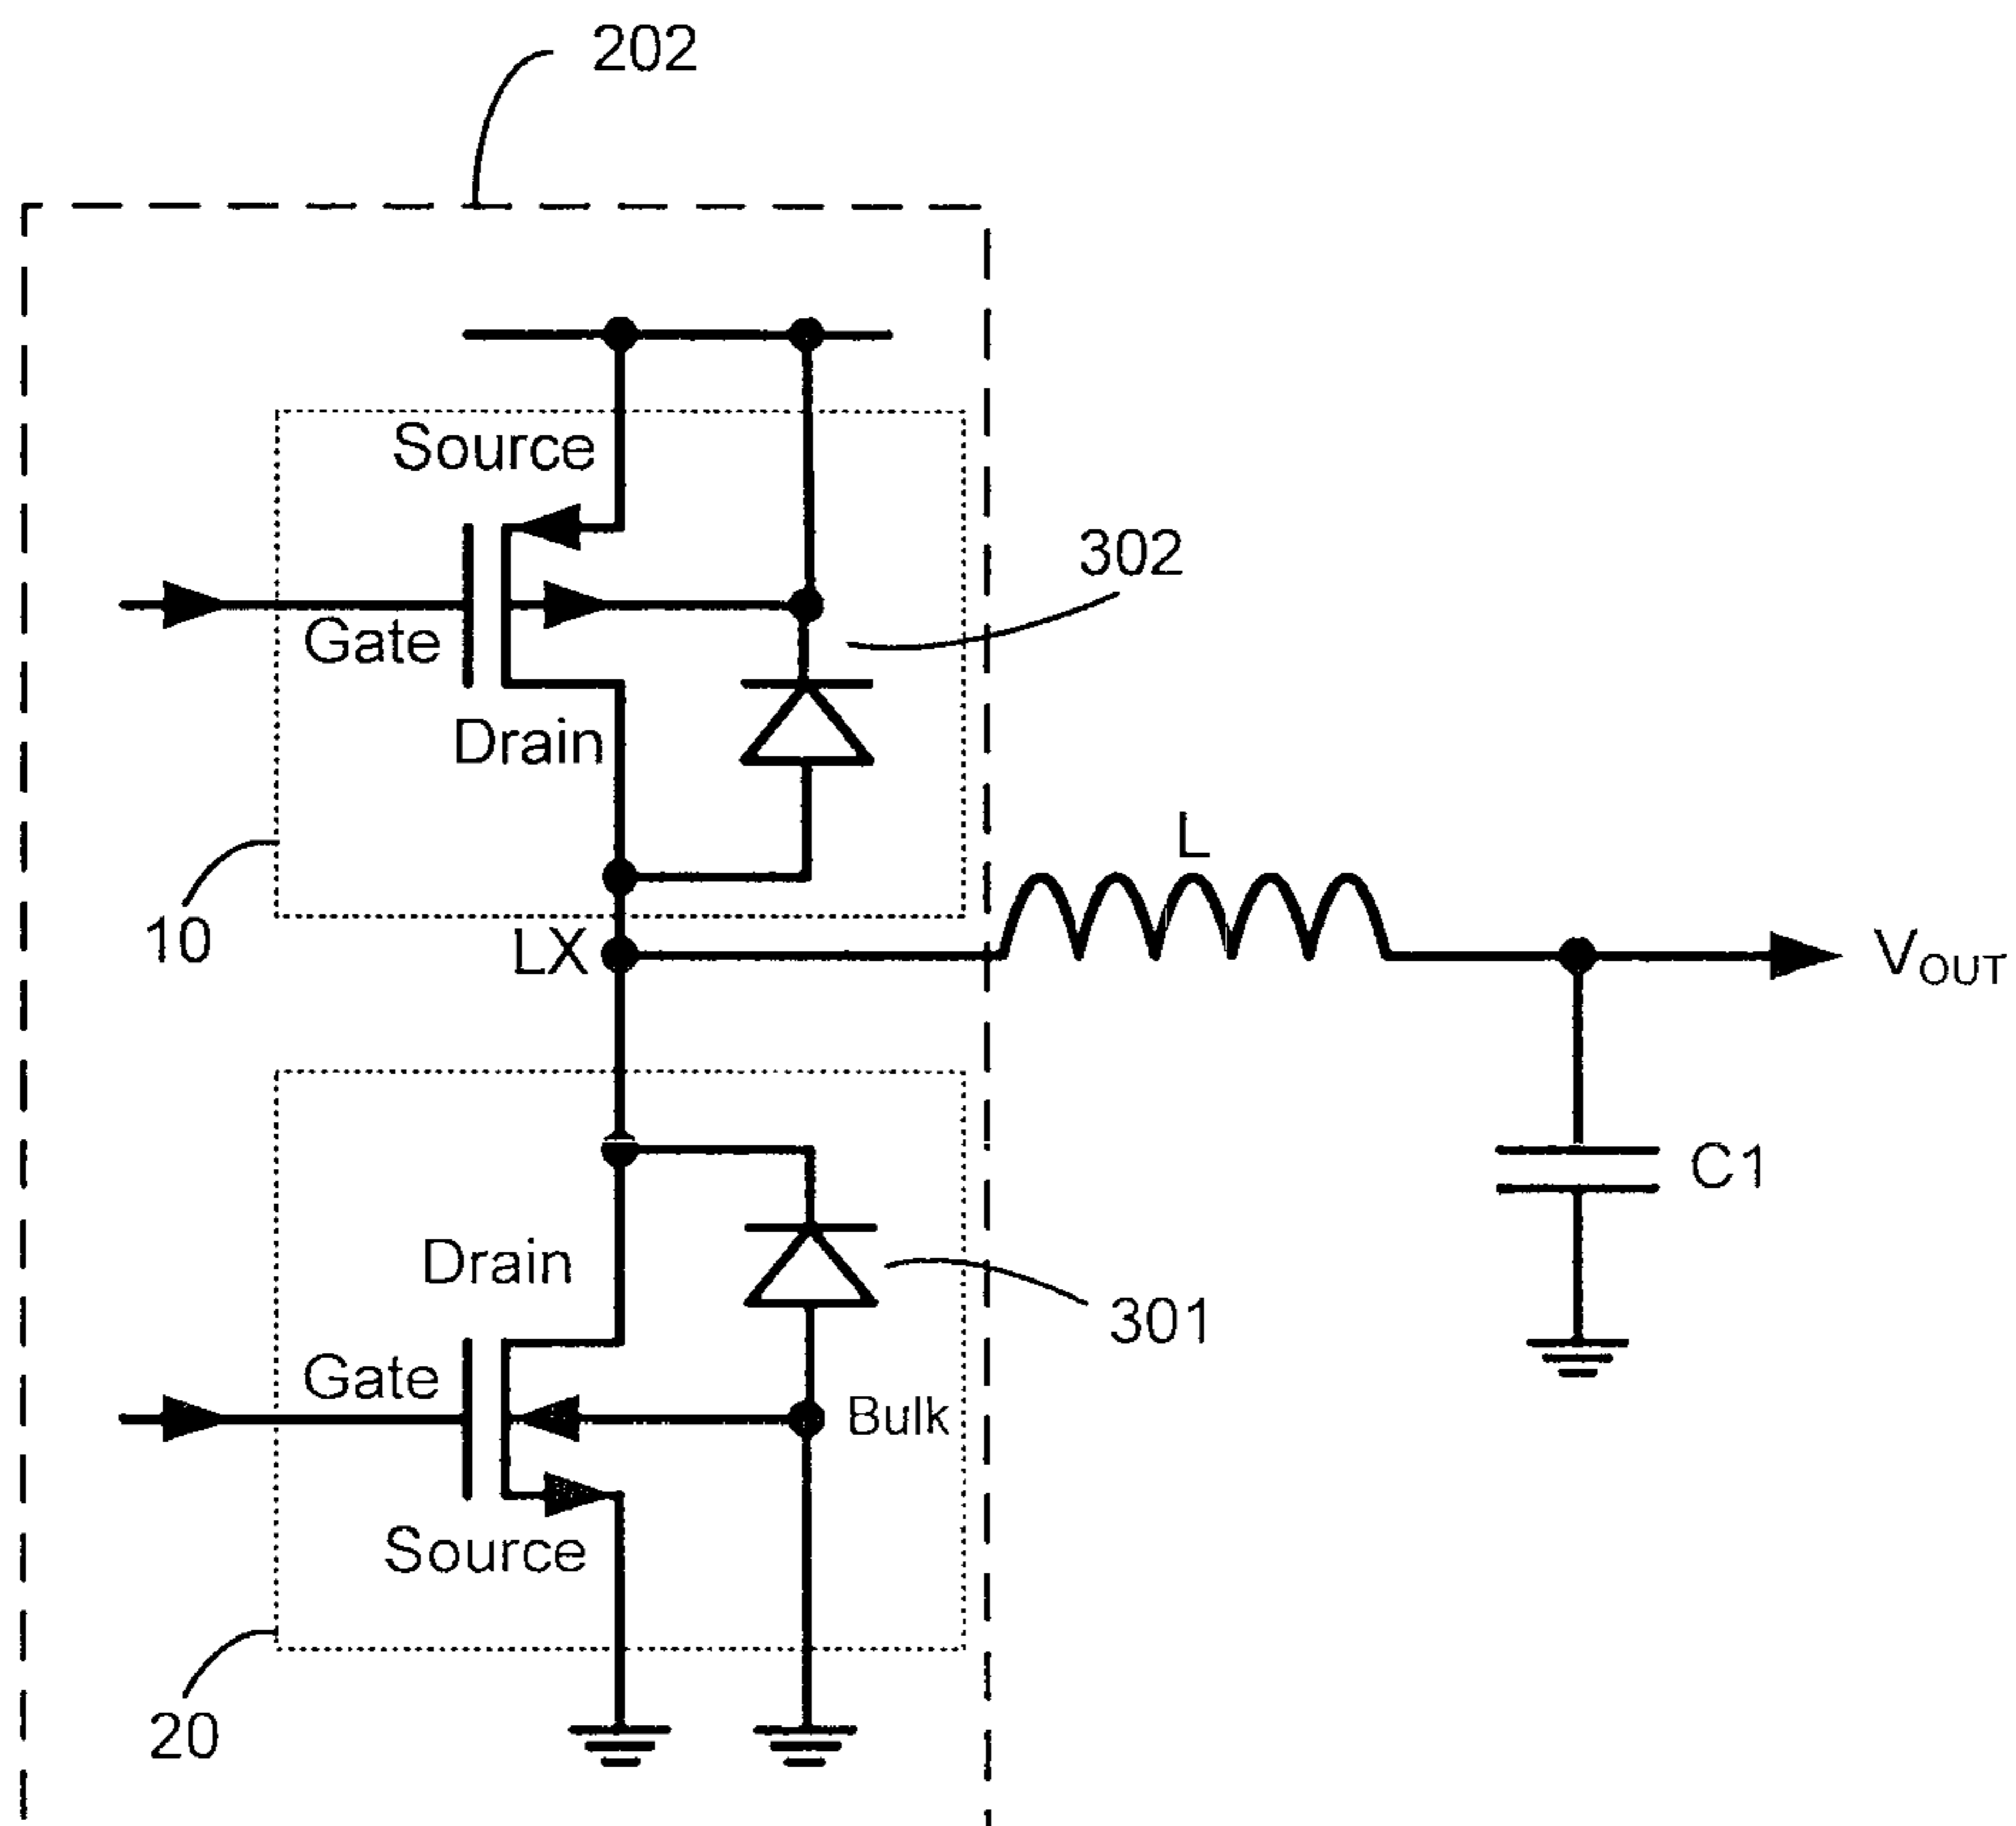 202
Source
302
Gate
Drain
L
10
LX
VOUT
C1
Drain
301
Gate
Bulk
Source
20